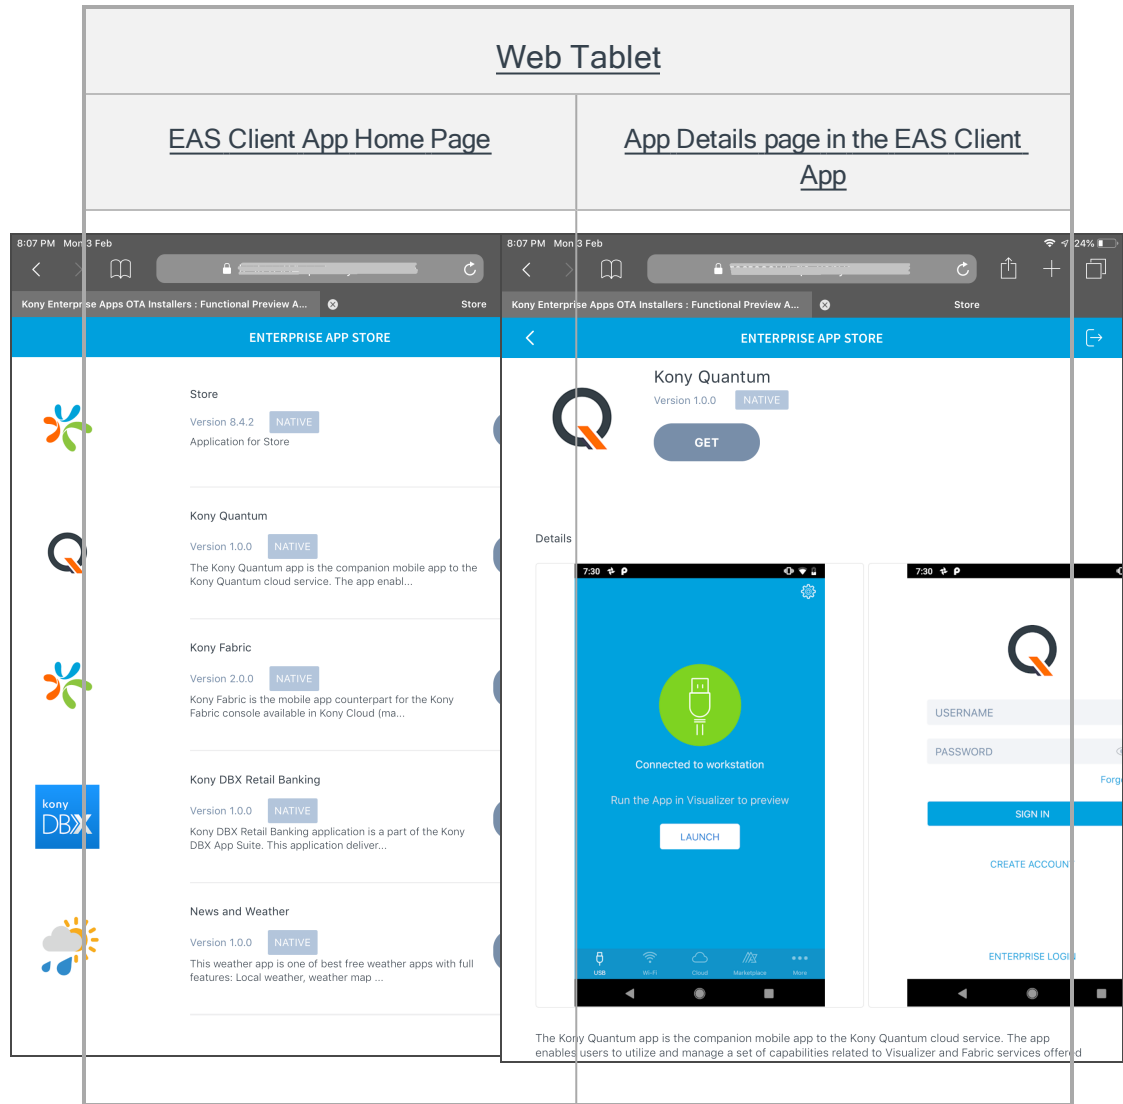 Web Tablet
EAS Client App Home Page
App Details page in the EAS Client
App
8:07 PM Mon 3 Feb
Kony Enterprise Apps OTA Installers : Functional Preview A...
Store
ENTERPRISE APP STORE
Store
Version 8.4.2 NATIVE
Application for Store
Kony Quantum
Version 1.0.0 NATIVE
The Kony Quantum app is the companion mobile app to the
Kony Quantum cloud service. The app enabl...
Kony Fabric
Version 2.0.0 NATIVE
Kony Fabric is the mobile app counterpart for the Kony
Fabric console available in Kony Cloud (ma...
kony
DBX
Kony DBX Retail Banking
Version 1.0.0 NATIVE
Kony DBX Retail Banking application is a part of the Kony
DBX App Suite. This application deliver...
News and Weather
Version 1.0.0 NATIVE
This weather app is one of best free weather apps with full
features: Local weather, weather map ...
8:07 PM Mon 3 Feb 24%
Kony Enterprise Apps OTA Installers : Functional Preview A...
Store
ENTERPRISE APP STORE
Kony Quantum
Version 1.0.0 NATIVE
GET
Details
7:30
Connected to workstation
Run the App in Visualizer to preview
LAUNCH
USB Wi-Fi Cloud Marketplace More
7:30
USERNAME
PASSWORD
Forg
SIGN IN
CREATE ACCOUNT
ENTERPRISE LOGIN
The Kony Quantum app is the companion mobile app to the Kony Quantum cloud service. The app
enables users to utilize and manage a set of capabilities related to Visualizer and Fabric services offered